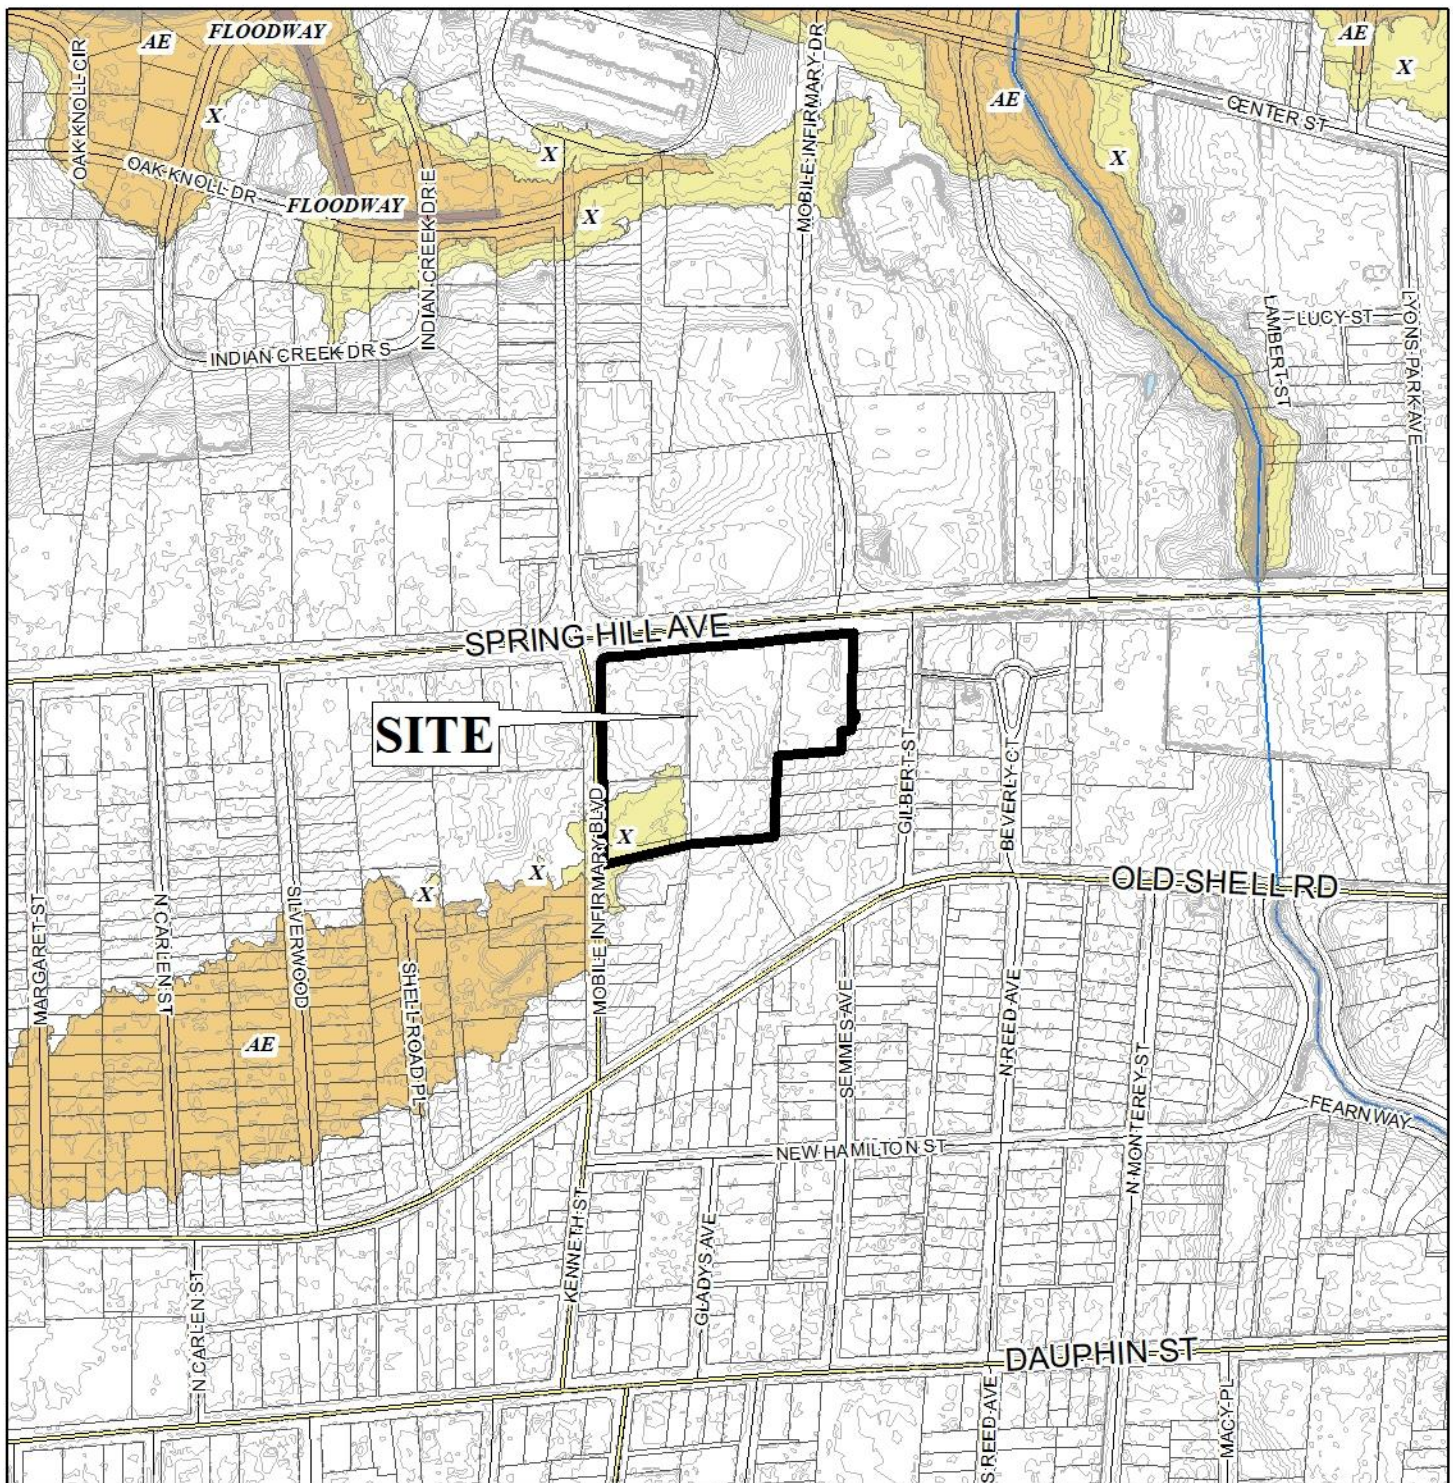 FLOODWAY
AE
AE
X
OAK KNOLL CIR
MOBILE INFIRMARY DR
AE
CENTER ST
X
X
X
OAK KNOLL DR
FLOODWAY
X
INDIAN CREEK DR E
INDIAN CREEK DR S
LUCY ST
LAMBERT ST
LYONS PARK AVE
SPRING HILL AVE
SITE
GILBERT ST
BEVERLY CT
MOBILE INFIRMARY BLVD
X
X
X
OLD SHELL RD
MARGARET ST
N CARLEN ST
SILVERWOOD
SHELL ROAD PL
AE
SEMMES AVE
N REED AVE
N MONTEREY ST
FEARNWAY
NEW HAMILTON ST
KENNETH ST
GLADYS AVE
N CARLEN ST
DAUPHIN ST
S REED AVE
MACY PL